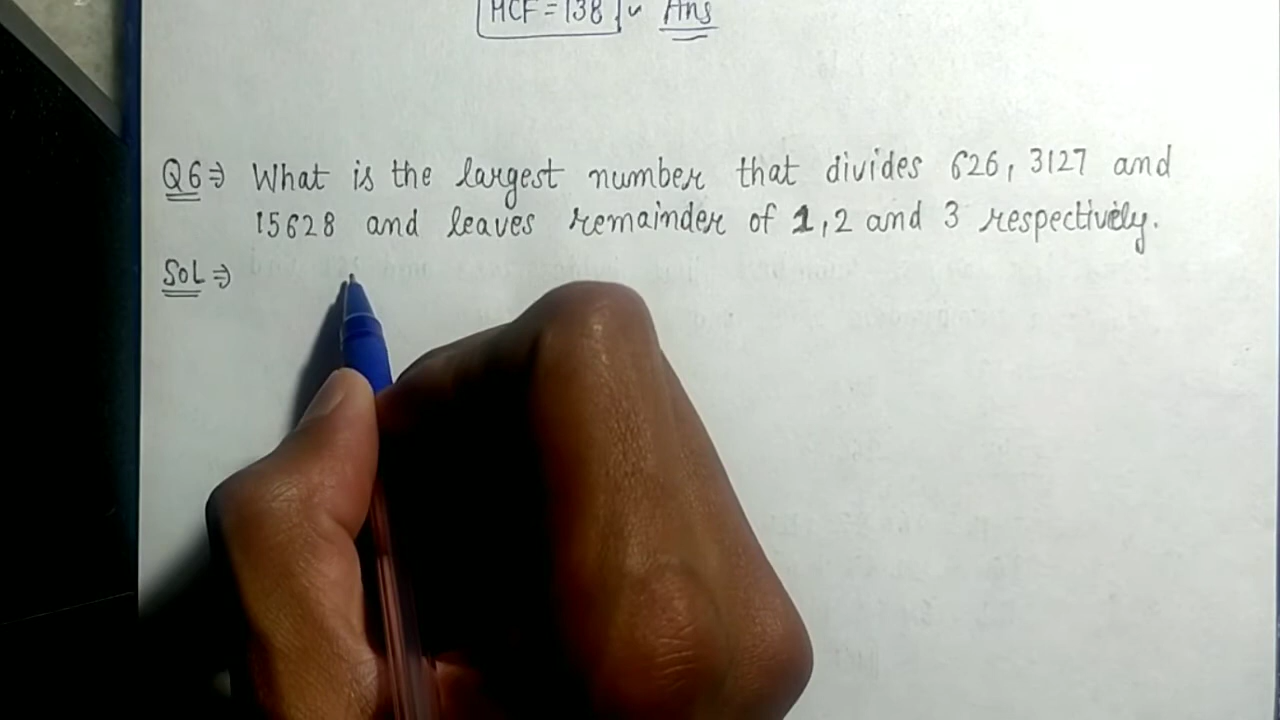 HCF = 138 Ans
Q6⇒ What is the largest number that divides 626, 3127 and
15628 and leaves remainder of 1, 2 and 3 respectively.
Sol⇒